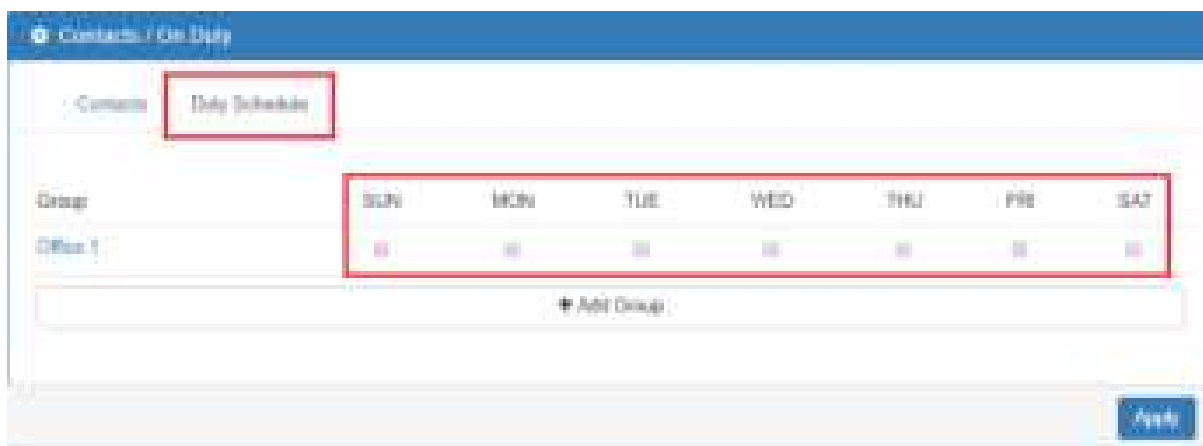 Contacts / On Duty
Contacts Duty Schedule
Group SUN MON TUE WED THU FRI SAT
Office 1
+ Add Group
Apply